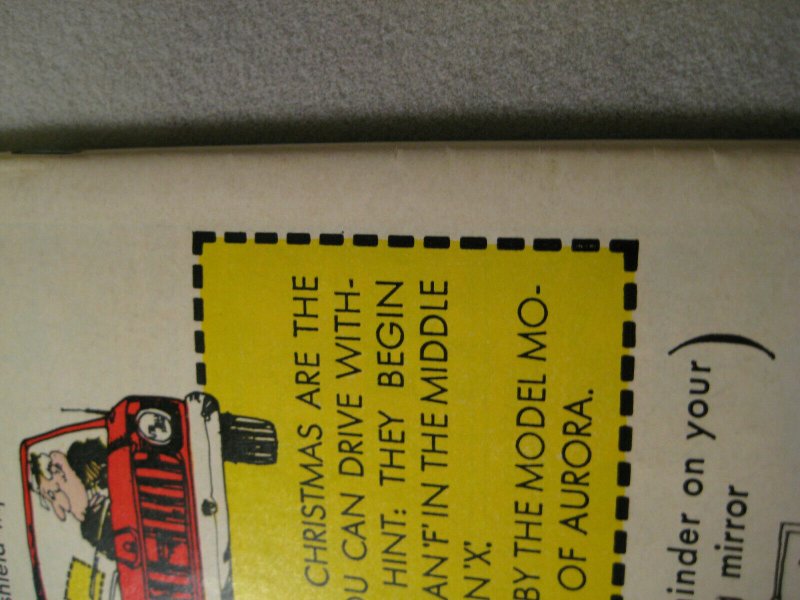 CHRISTMAS ARE THE
OU CAN DRIVE WITH-
HINT: THEY BEGIN
AN 'F' IN THE MIDDLE
N 'X'.
BY THE MODEL MO-
OF AURORA.
inder on your)
mirror